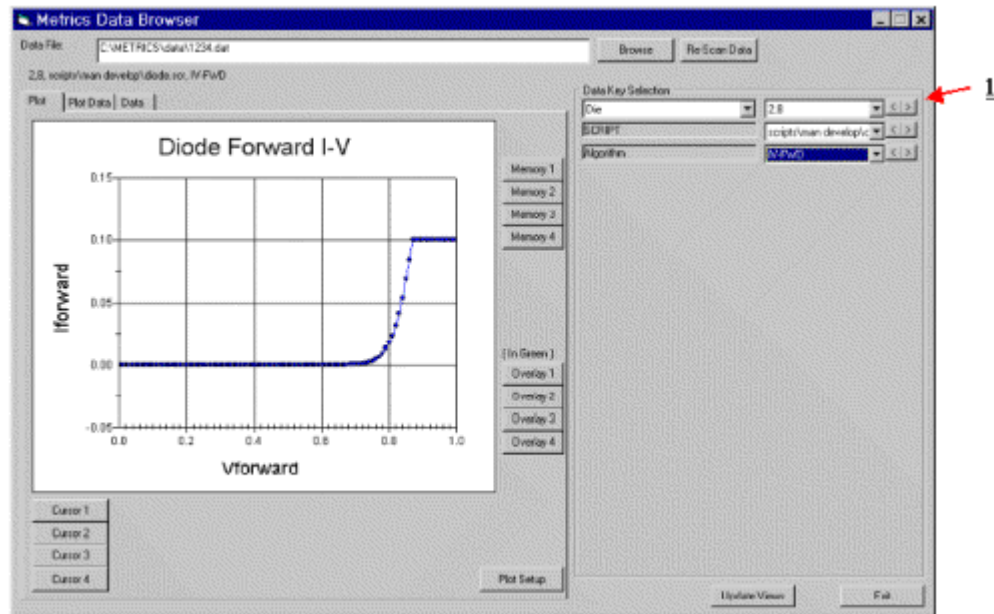 Metrics Data Browser
Data File: C:\METRICS\data\1234.dat Browse Re-Scan Data
2,8, scripts\man develop\diode.scr, IV-FWD
Plot Plot Data Data
Data Key Selection
Die 2,8 < >
SCRIPT scripts\man develop\c < >
Algorithm IV-FWD < >
1
Diode Forward I-V
0.15
0.10
0.05
0.00
-0.05
0.0 0.2 0.4 0.6 0.8 1.0
Iforward
Vforward
Memory 1
Memory 2
Memory 3
Memory 4
(In Green)
Overlay 1
Overlay 2
Overlay 3
Overlay 4
Cursor 1
Cursor 2
Cursor 3
Cursor 4
Plot Setup
Update Views Exit